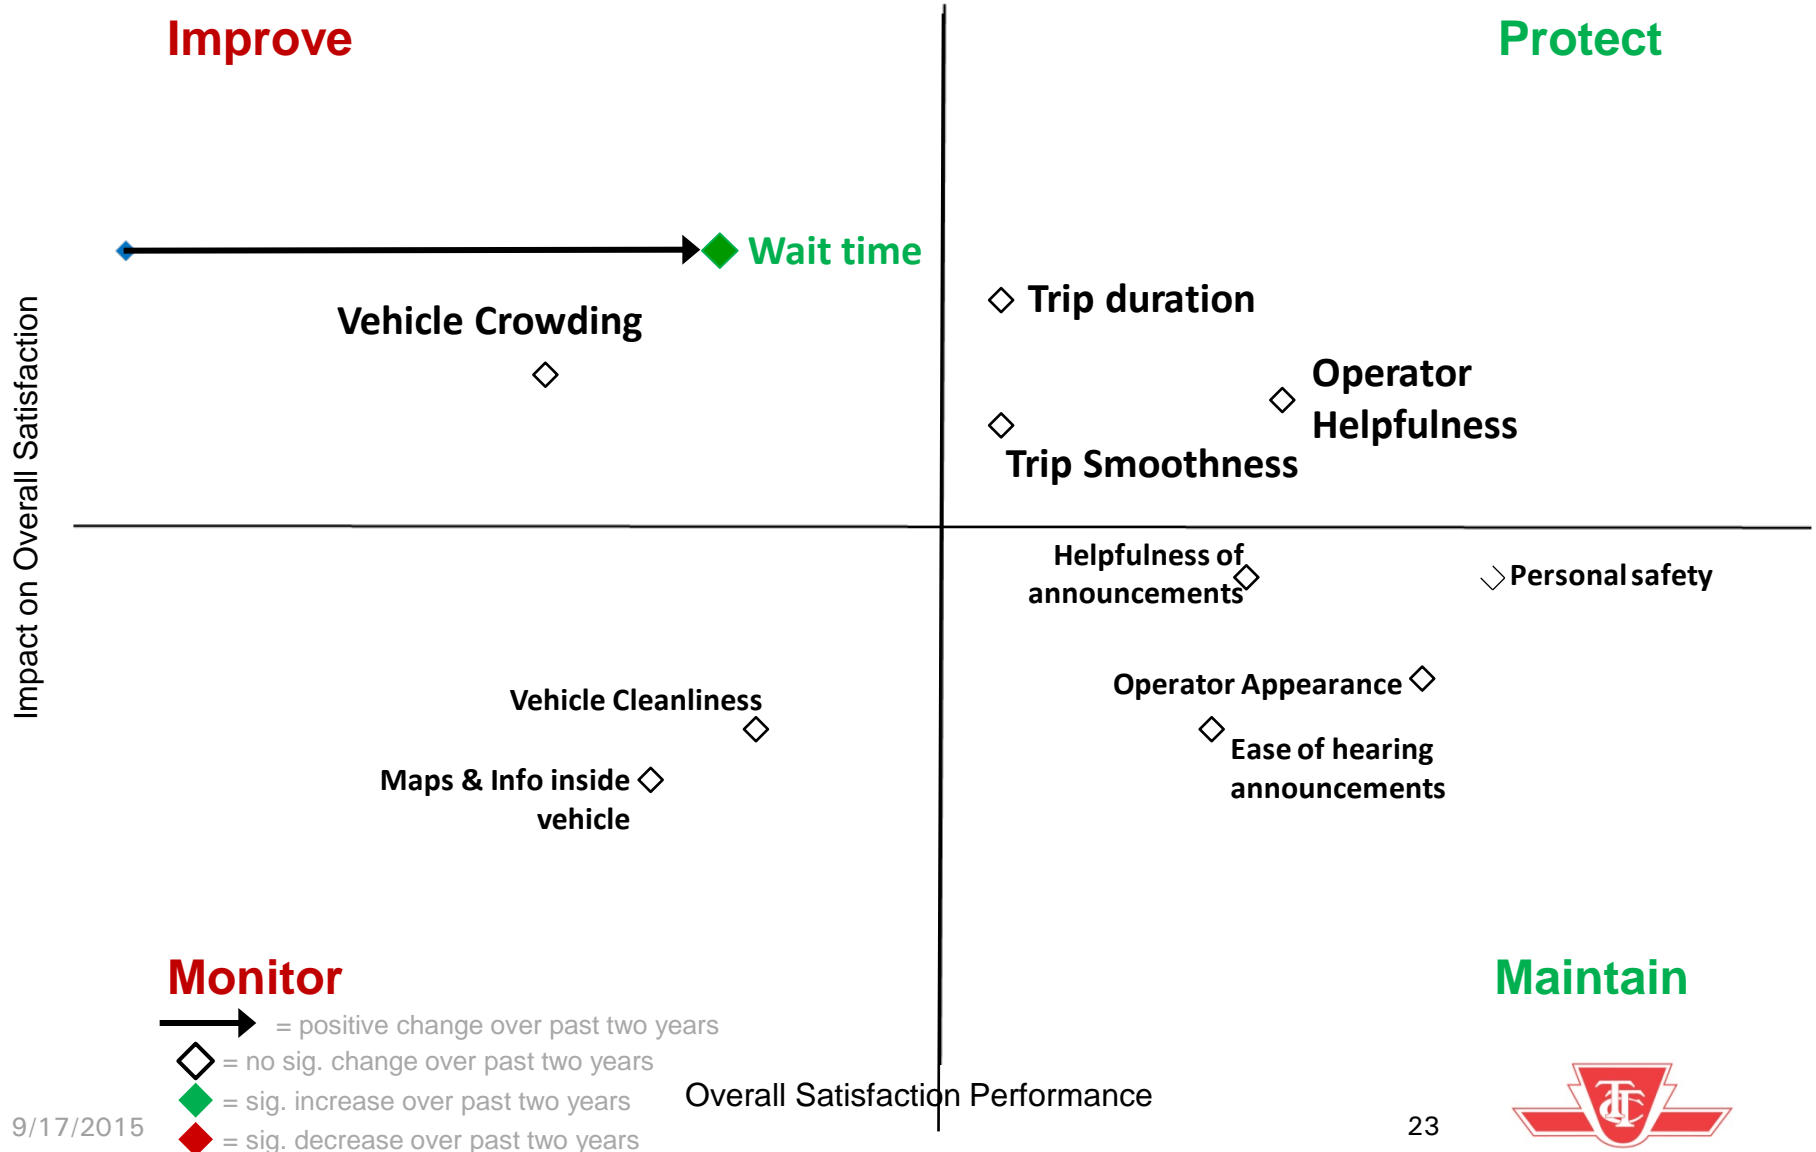 Improve
Protect
Wait time
Trip duration
Vehicle Crowding
Operator
Helpfulness
Trip Smoothness
Impact on Overall Satisfaction
Helpfulness of
announcements
Personal safety
Operator Appearance
Vehicle Cleanliness
Ease of hearing
announcements
Maps & Info inside
vehicle
Monitor
Maintain
= positive change over past two years
= no sig. change over past two years
= sig. increase over past two years
= sig. decrease over past two years
Overall Satisfaction Performance
9/17/2015
23
TTC